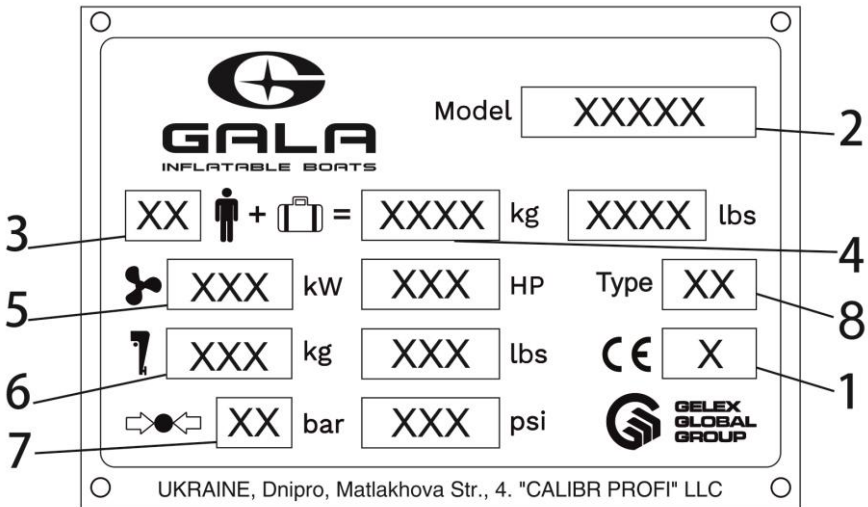 GALA
INFLATABLE BOATS
Model XXXXX 2
3 XX + = XXXX kg XXXX lbs 4
5 XXX kW XXX HP Type XX 8
6 XXX kg XXX lbs CE X 1
7 XX bar XXX psi
GELEX
GLOBAL
GROUP
UKRAINE, Dnipro, Matlakhova Str., 4. "CALIBR PROFI" LLC